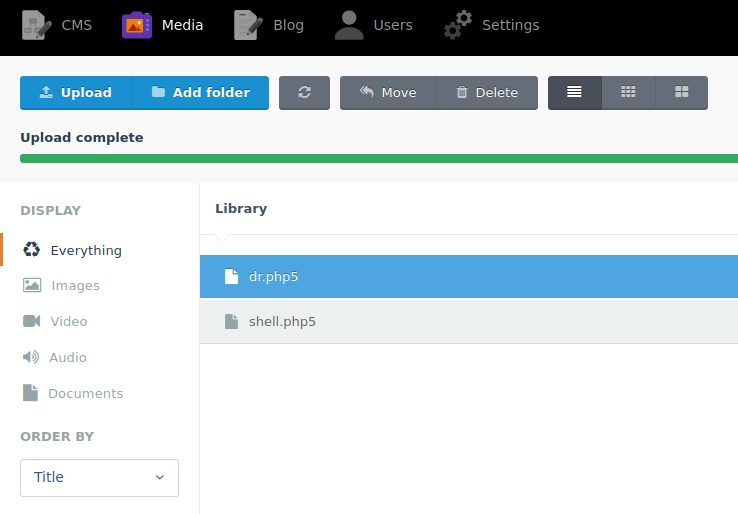 CMS Media Blog Users Settings
Upload Add folder Move Delete
Upload complete
DISPLAY
Library
Everything
dr.php5
Images
shell.php5
Video
Audio
Documents
ORDER BY
Title